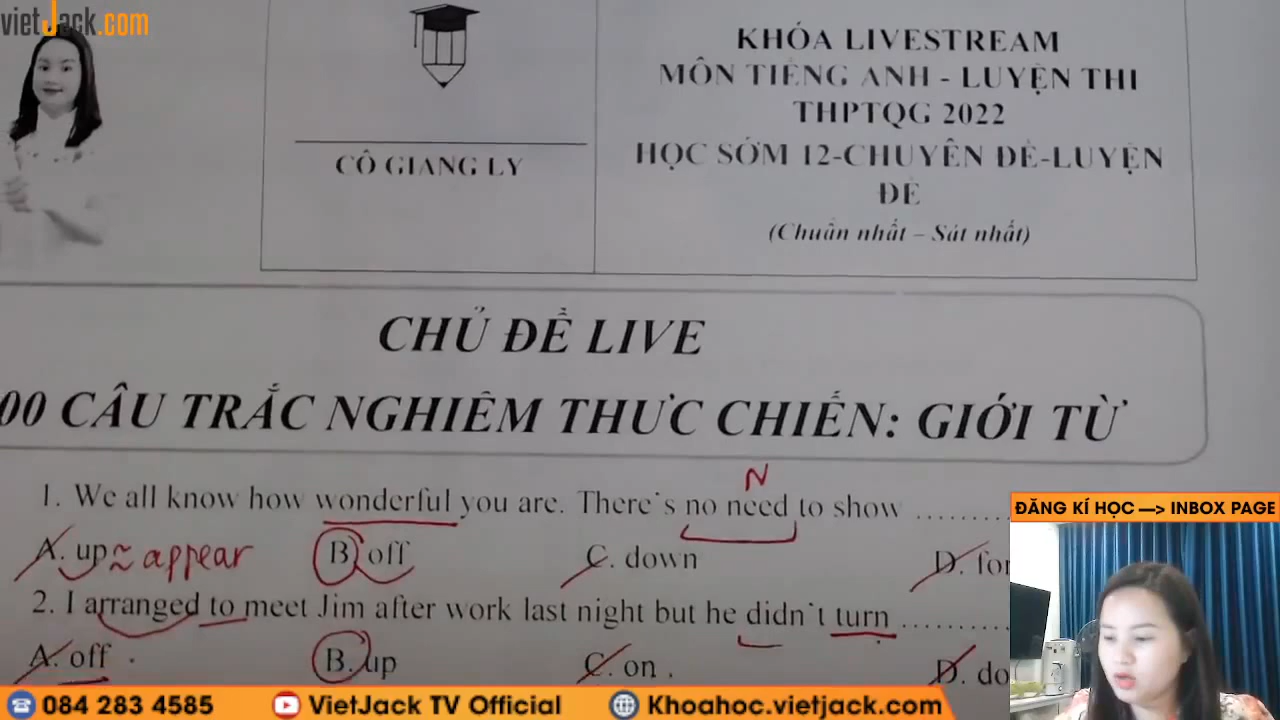 vietJack.com
KHÓA LIVESTREAM
MÔN TIẾNG ANH - LUYỆN THI
THPTQG 2022
HỌC SỚM 12-CHUYÊN ĐỀ-LUYỆN
ĐỀ
(Chuẩn nhất – Sát nhất)
CÔ GIANG LY
CHỦ ĐỀ LIVE
00 CÂU TRẮC NGHIỆM THỰC CHIẾN: GIỚI TỪ
N
1. We all know how wonderful you are. There's no need to show ........
A. up ≈ appear B. off C. down D. for
2. I arranged to meet Jim after work last night but he didn't turn .........
A. off . B. up C. on . D. do
ĐĂNG KÍ HỌC —> INBOX PAGE
084 283 4585 VietJack TV Official Khoahoc.vietjack.com